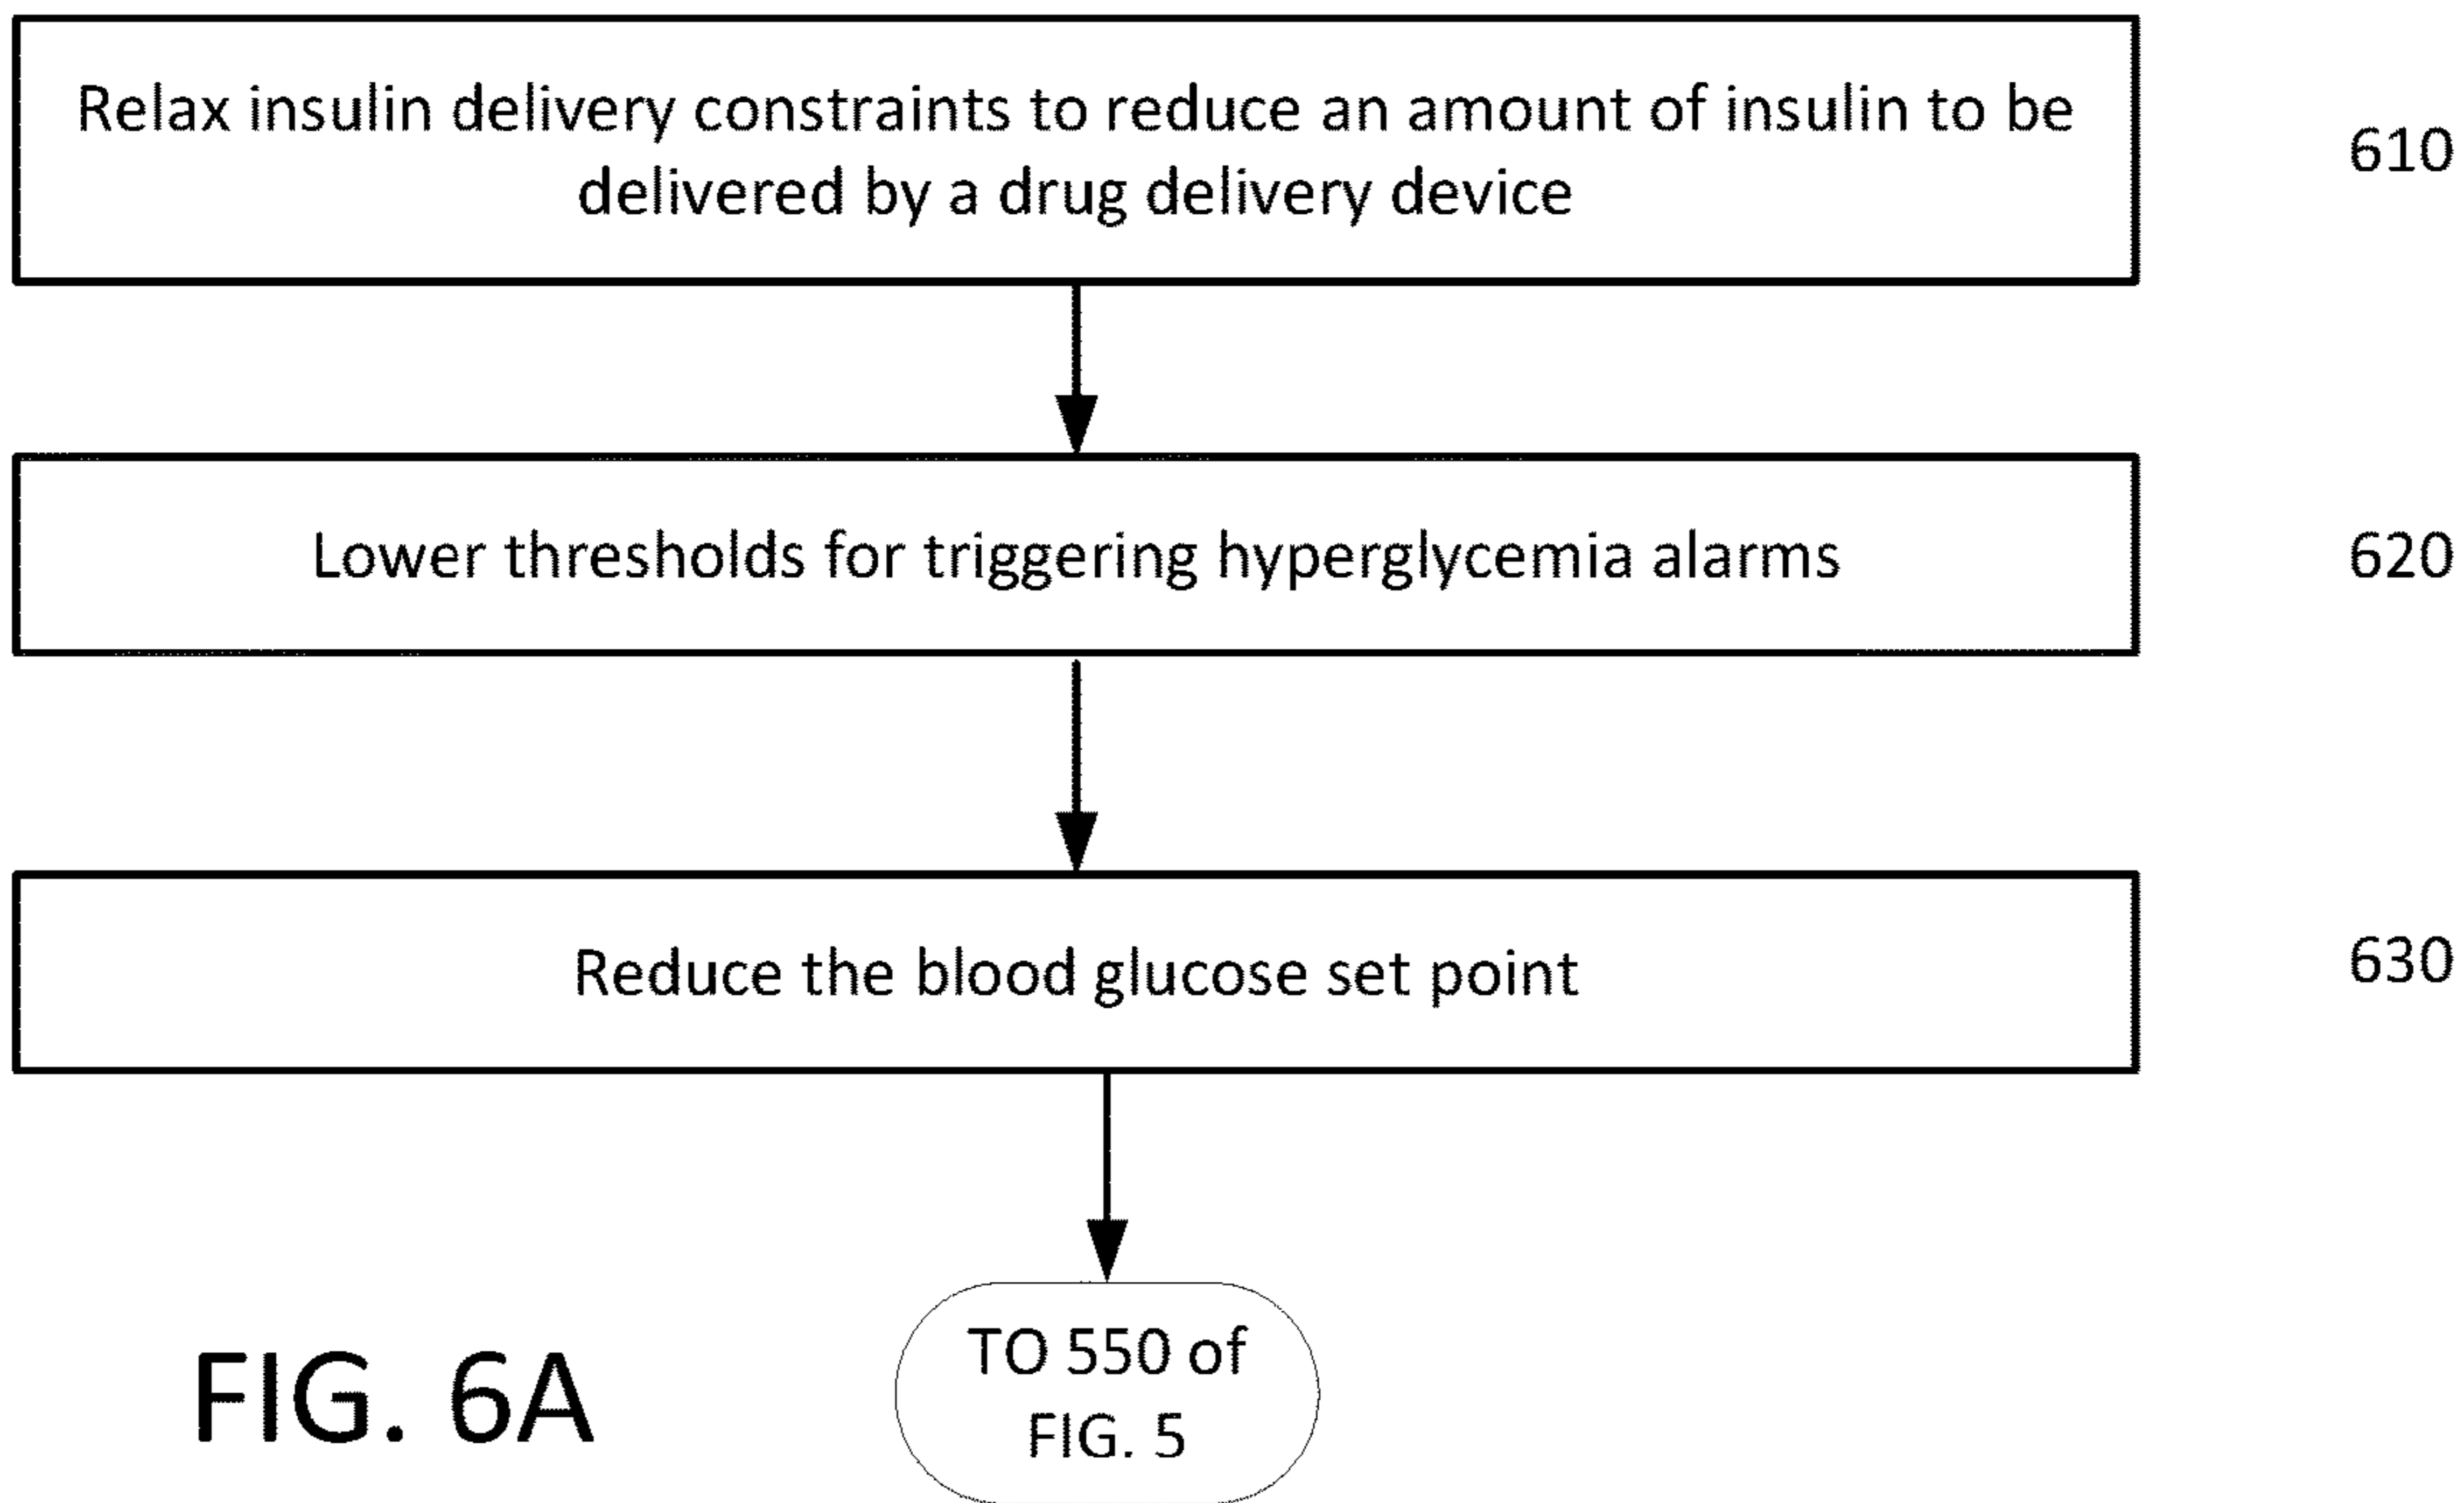 Relax insulin delivery constraints to reduce an amount of insulin to be
delivered by a drug delivery device
610
Lower thresholds for triggering hyperglycemia alarms
620
Reduce the blood glucose set point
630
TO 550 of
FIG. 5
FIG. 6A